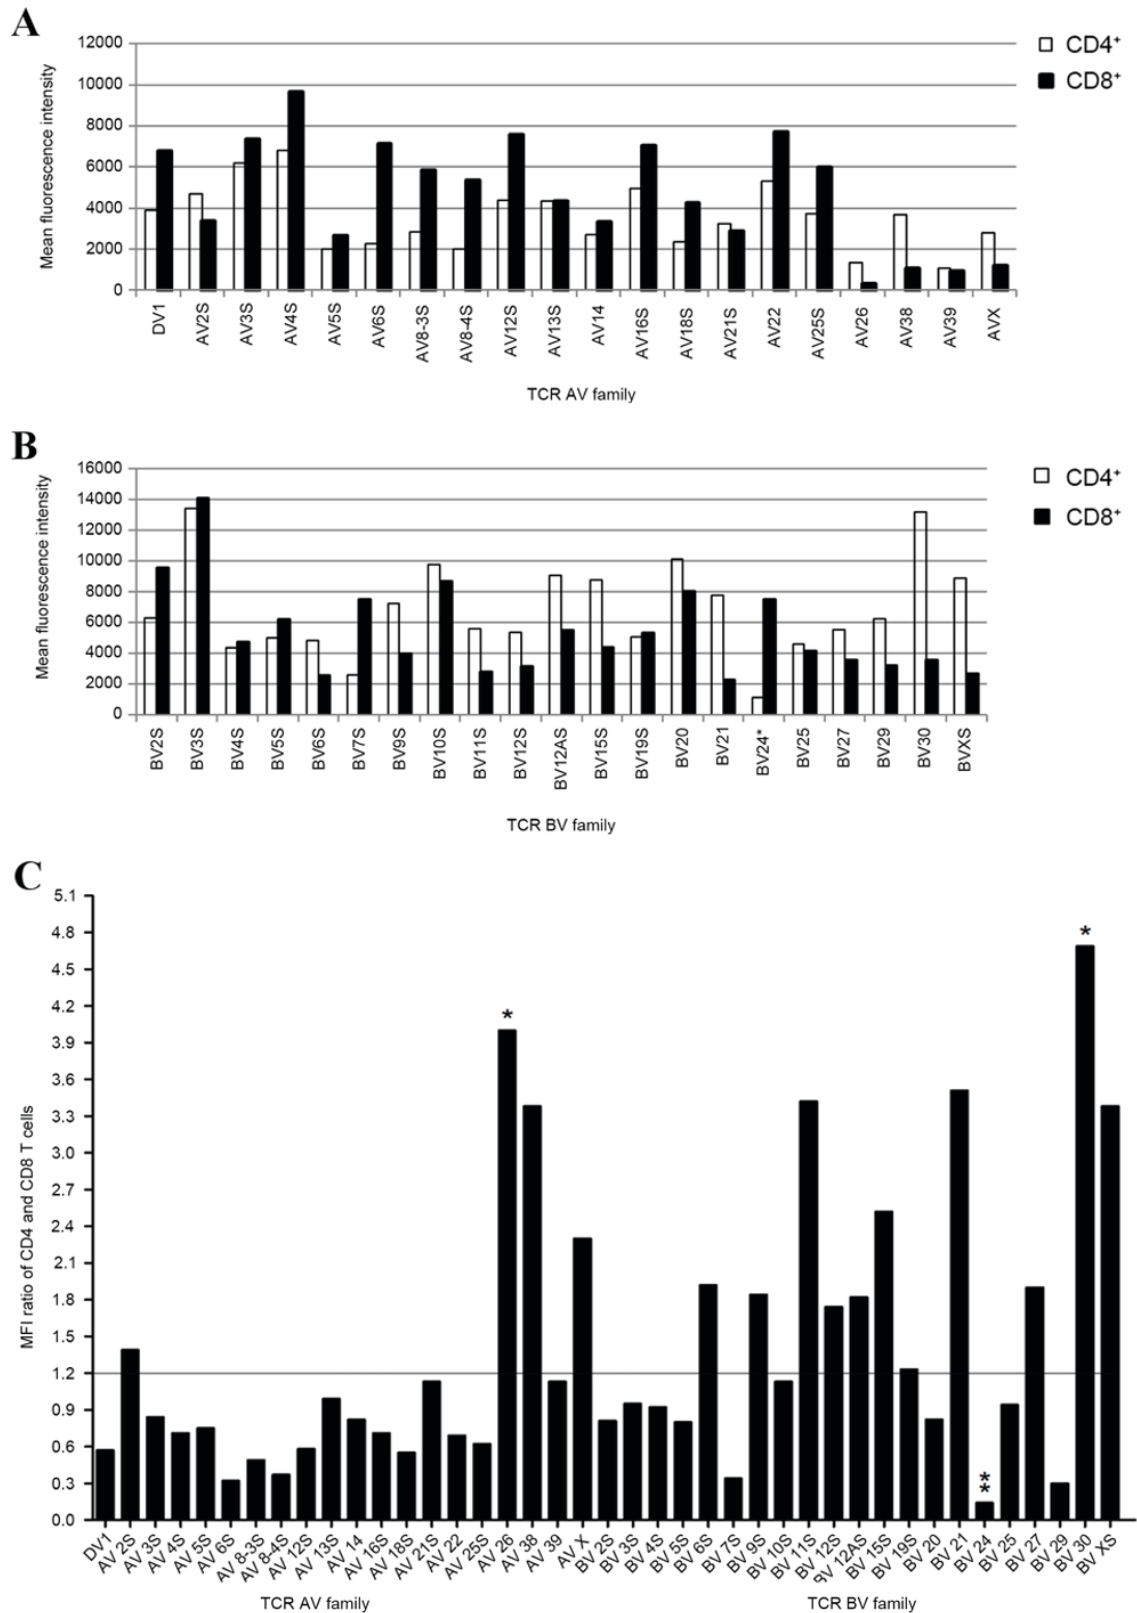 A
12000
10000
8000
6000
4000
2000
0
Mean fluorescence intensity
CD4⁺
CD8⁺
DV1 AV2S AV3S AV4S AV5S AV6S AV8-3S AV8-4S AV12S AV13S AV14 AV16S AV18S AV21S AV22 AV25S AV26 AV38 AV39 AVX
TCR AV family
B
16000
14000
12000
10000
8000
6000
4000
2000
0
Mean fluorescence intensity
CD4⁺
CD8⁺
BV2S BV3S BV4S BV5S BV6S BV7S BV9S BV10S BV11S BV12S BV12AS BV15S BV19S BV20 BV21 BV24* BV25 BV27 BV29 BV30 BVXS
TCR BV family
C
5.1
4.8
4.5
4.2
3.9
3.6
3.3
3.0
2.7
2.4
2.1
1.8
1.5
1.2
0.9
0.6
0.3
0.0
MFI ratio of CD4 and CD8 T cells
*
*
**
DV1 AV 2S AV 3S AV 4S AV 5S AV 6S AV 8-3S AV 8-4S AV 12S AV 13S AV 14 AV 16S AV 18S AV 21S AV 22 AV 25S AV 26 AV 38 AV 39 AV X BV 2S BV 3S BV 4S BV 5S BV 6S BV 7S BV 9S BV 10S BV 11S BV 12S BV 12AS BV 15S BV 19S BV 20 BV 21 BV 24 BV 25 BV 27 BV 29 BV 30 BV XS
TCR AV family
TCR BV family